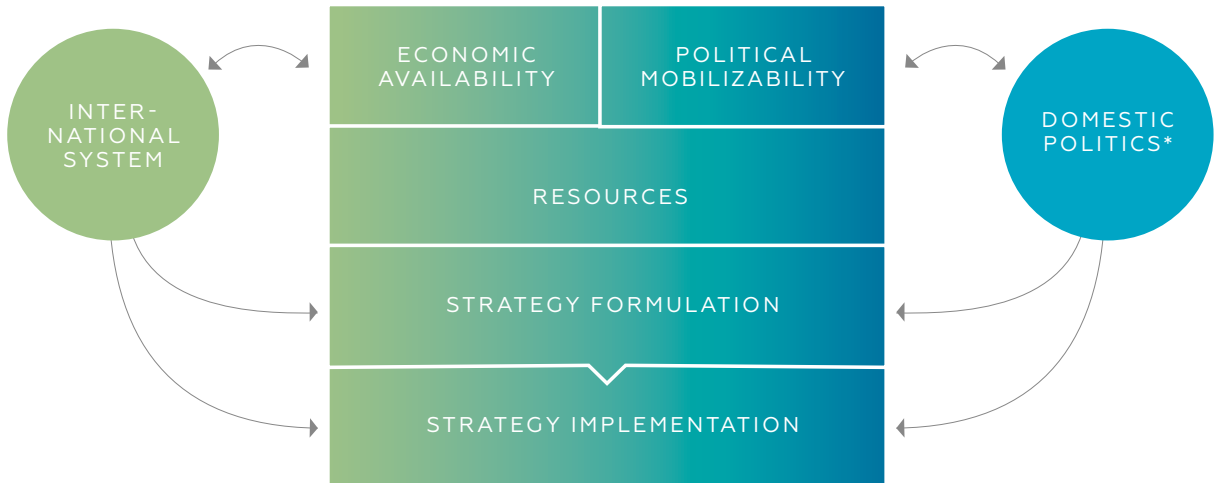 INTER-
NATIONAL
SYSTEM
ECONOMIC
AVAILABILITY
POLITICAL
MOBILIZABILITY
DOMESTIC
POLITICS*
RESOURCES
STRATEGY FORMULATION
STRATEGY IMPLEMENTATION